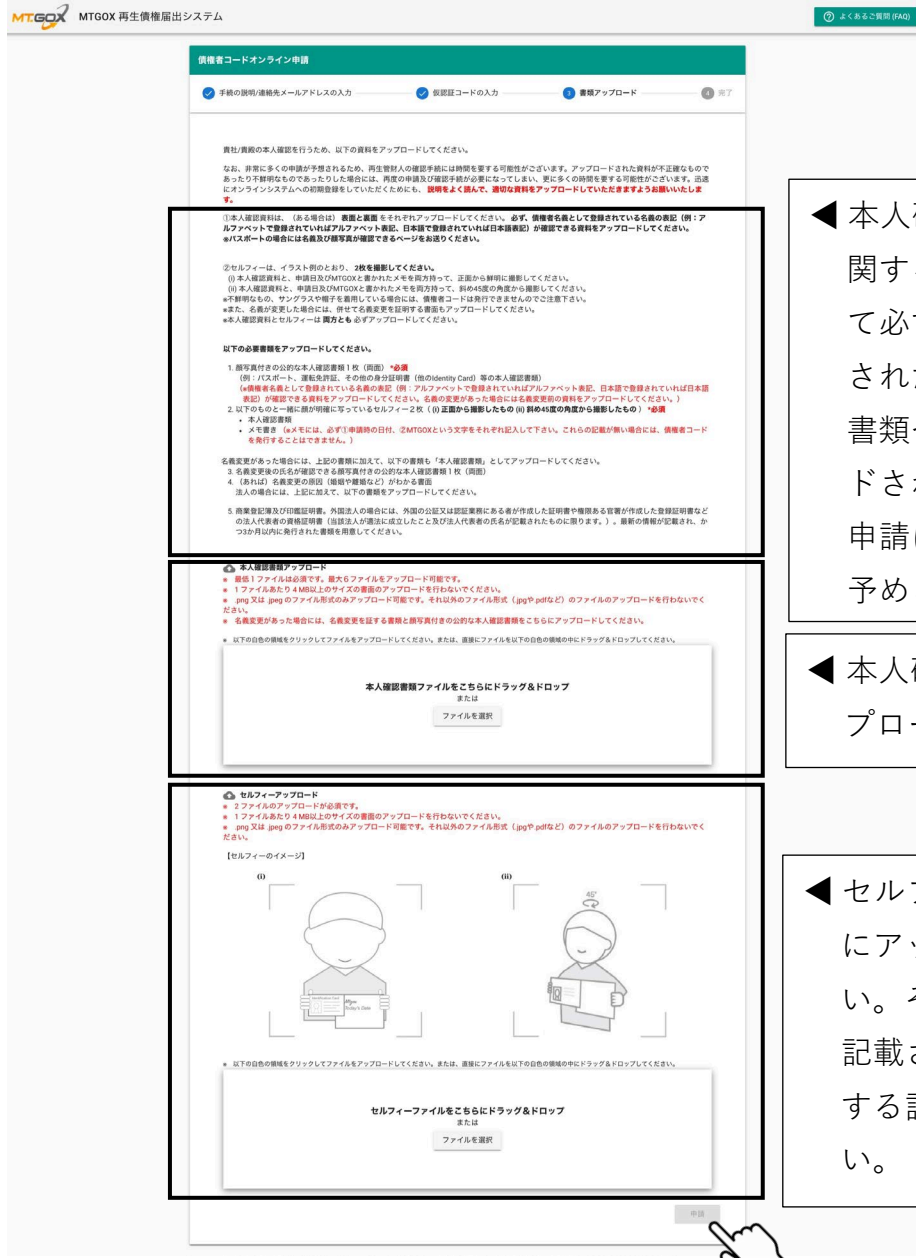 MT.GOX MTGOX 再生債権届出システム
よくあるご質問 (FAQ)
債権者コードオンライン申請
手続の説明/連絡先メールアドレスの入力
仮認証コードの入力
3 書類アップロード
4 完了
貴社/貴殿の本人確認を行うため、以下の資料をアップロードしてください。
なお、非常に多くの申請が予想されるため、再生管財人の確認手続には時間を要する可能性がございます。アップロードされた資料が不正確なもので
あったり不鮮明なものであったりした場合には、再度の申請及び確認手続が必要になってしまい、更に多くの時間を要する可能性がございます。迅速
にオンラインシステムへの初期登録をしていただくためにも、説明をよく読んで、適切な資料をアップロードしていただきますようお願いいたしま
す。
①本人確認資料は、（ある場合は）表面と裏面 をそれぞれアップロードしてください。必ず、債権者名義として登録されている名義の表記（例：ア
ルファベットで登録されていればアルファベット表記、日本語で登録されていれば日本語表記）が確認できる資料をアップロードしてください。
※パスポートの場合には名義及び顔写真が確認できるページをお送りください。
②セルフィーは、イラスト例のとおり、2枚を撮影してください。
(i) 本人確認資料と、申請日及びMTGOXと書かれたメモを両方持って、正面から鮮明に撮影してください。
(ii) 本人確認資料と、申請日及びMTGOXと書かれたメモを両方持って、斜め45度の角度から撮影してください。
※不鮮明なもの、サングラスや帽子を着用している場合には、債権者コードは発行できませんのでご注意下さい。
※また、名義が変更した場合には、併せて名義変更を証明する書面もアップロードしてください。
※本人確認資料とセルフィーは 両方とも 必ずアップロードしてください。
以下の必要書類をアップロードしてください。
1. 顔写真付きの公的な本人確認書類 1 枚（両面）*必須
（例：パスポート、運転免許証、その他の身分証明書（他のIdentity Card）等の本人確認書類）
（※債権者名義として登録されている名義の表記（例：アルファベットで登録されていればアルファベット表記、日本語で登録されていれば日本語
表記）が確認できる資料をアップロードしてください。名義の変更があった場合には名義変更前の資料をアップロードしてください。）
2. 以下のものと一緒に顔が明確に写っているセルフィー 2 枚（ (i) 正面から撮影したもの (ii) 斜め45度の角度から撮影したもの ）*必須
• 本人確認書類
• メモ書き（※メモには、必ず①申請時の日付、②MTGOXという文字をそれぞれ記入して下さい。これらの記載が無い場合には、債権者コード
を発行することはできません。）
名義変更があった場合には、上記の書類に加えて、以下の書類も「本人確認書類」としてアップロードしてください。
3. 名義変更後の氏名が確認できる顔写真付きの公的な本人確認書類 1 枚（両面）
4. （あれば）名義変更の原因（婚姻や離婚など）がわかる書面
法人の場合には、上記に加えて、以下の書類をアップロードしてください。
5. 商業登記簿及び印鑑証明書。外国法人の場合には、外国の公証又は認証業務にある者が作成した証明書や権限ある官署が作成した登録証明書など
の法人代表者の資格証明書（当該法人が適法に成立したこと及び法人代表者の氏名が記載されたものに限ります。）。最新の情報が記載され、か
つ3か月以内に発行された書類を用意してください。
本人確認書類アップロード
※ 最低 1 ファイルは必須です。最大 6 ファイルをアップロード可能です。
※ 1 ファイルあたり 4 MB以上のサイズの書面のアップロードを行わないでください。
※ .png 又は .jpeg のファイル形式のみアップロード可能です。それ以外のファイル形式（.jpgや.pdfなど）のファイルのアップロードを行わないでく
ださい。
※ 名義変更があった場合には、名義変更を証する書類と顔写真付きの公的な本人確認書類をこちらにアップロードしてください。
※ 以下の白色の領域をクリックしてファイルをアップロードしてください。または、直接にファイルを以下の白色の領域の中にドラッグ＆ドロップしてください。
本人確認書類ファイルをこちらにドラッグ＆ドロップ
または
ファイルを選択
セルフィーアップロード
※ 2 ファイルのアップロードが必須です。
※ 1 ファイルあたり 4 MB以上のサイズの書面のアップロードを行わないでください。
※ .png 又は .jpeg のファイル形式のみアップロード可能です。それ以外のファイル形式（.jpgや.pdfなど）のファイルのアップロードを行わないでく
ださい。
【セルフィーのイメージ】
(i)
(ii)
45°
Identification Card
Mtgox
Today's Date
※ 以下の白色の領域をクリックしてファイルをアップロードしてください。または、直接にファイルを以下の白色の領域の中にドラッグ＆ドロップしてください。
セルフィーファイルをこちらにドラッグ＆ドロップ
または
ファイルを選択
申請
◀ 本人
関す
て必
された
書類
ドさ
申請
予め
◀ 本人
プロー
◀ セルフ
にアッ
い。そ
記載さ
する
い。